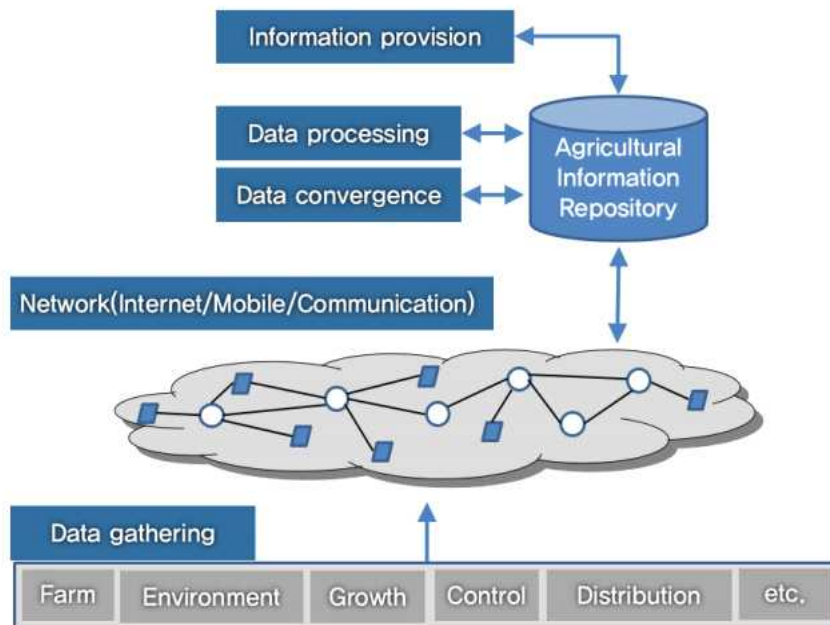 Information provision
Data processing
Data convergence
Agricultural
Information
Repository
Network(Internet/Mobile/Communication)
Data gathering
Farm
Environment
Growth
Control
Distribution
etc.